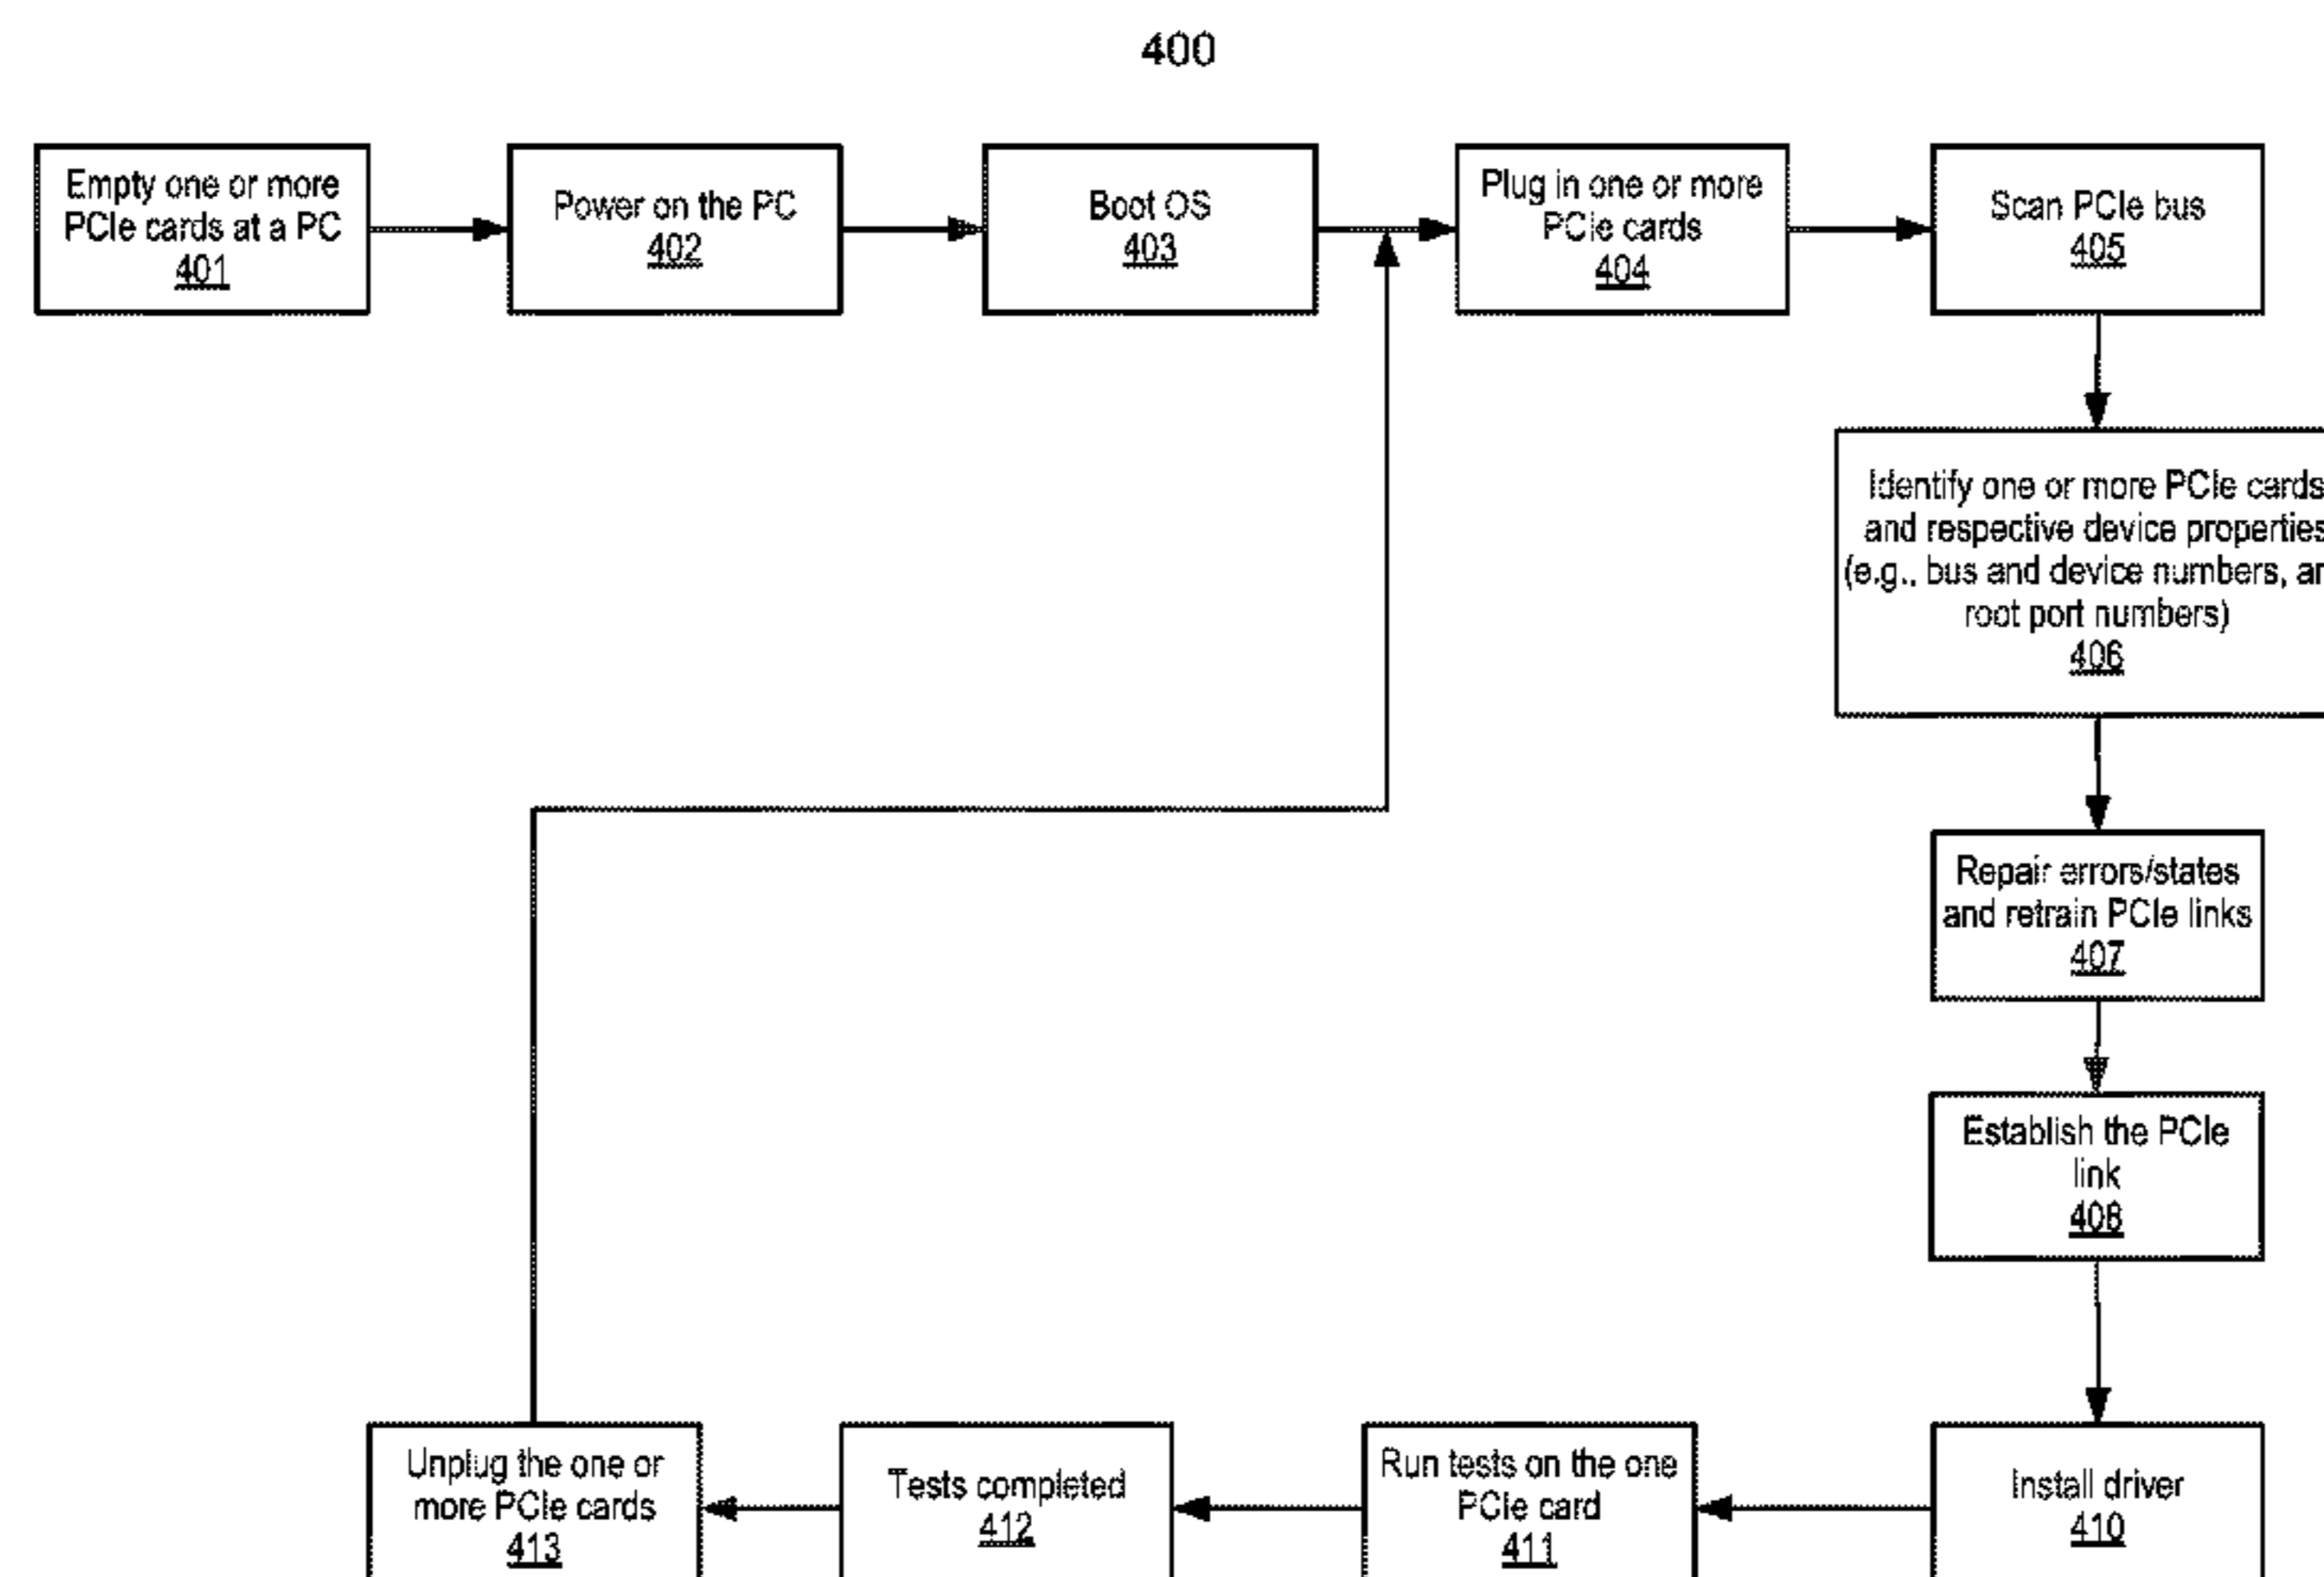 400
Empty one or more
PCIe cards at a PC
401
Power on the PC
402
Boot OS
403
Plug in one or more
PCIe cards
404
Scan PCIe bus
405
Identify one or more PCIe cards
and respective device properties
(e.g., bus and device numbers,
root port numbers)
406
Repair errors/states
and retrain PCIe links
407
Establish the PCIe
link
408
Install driver
410
Run tests on the one
PCIe card
411
Tests completed
412
Unplug the one or
more PCIe cards
413